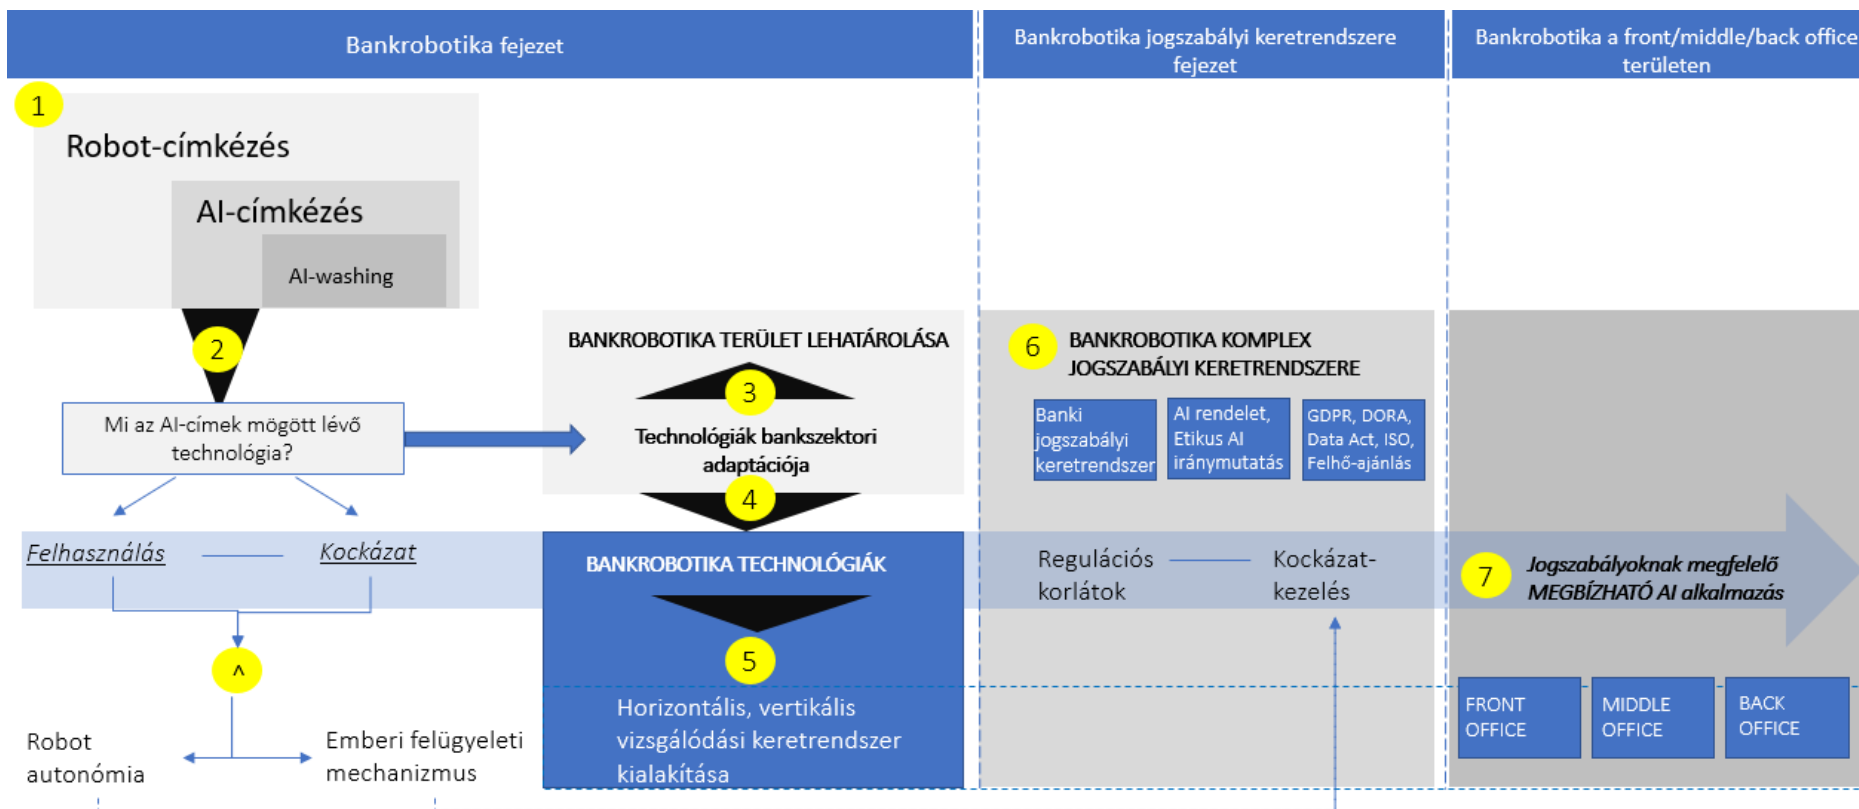 Bankrobotika fejezet
Bankrobotika jogszabályi keretrendszere
fejezet
Bankrobotika a front/middle/back office
területen
1
Robot-címkézés
AI-címkézés
AI-washing
2
Mi az AI-címek mögött lévő
technológia?
Felhasználás
Kockázat
^
Robot
autonómia
Emberi felügyeleti
mechanizmus
BANKROBOTIKA TERÜLET LEHATÁROLÁSA
3
Technológiák bankszektori
adaptációja
4
BANKROBOTIKA TECHNOLÓGIÁK
5
Horizontális, vertikális
vizsgálódási keretrendszer
kialakítása
6
BANKROBOTIKA KOMPLEX
JOGSZABÁLYI KERETRENDSZERE
Banki
jogszabályi
keretrendszer
AI rendelet,
Etikus AI
iránymutatás
GDPR, DORA,
Data Act, ISO,
Felhő-ajánlás
Regulációs
korlátok
Kockázat-
kezelés
7
Jogszabályoknak megfelelő
MEGBÍZHATÓ AI alkalmazás
FRONT
OFFICE
MIDDLE
OFFICE
BACK
OFFICE